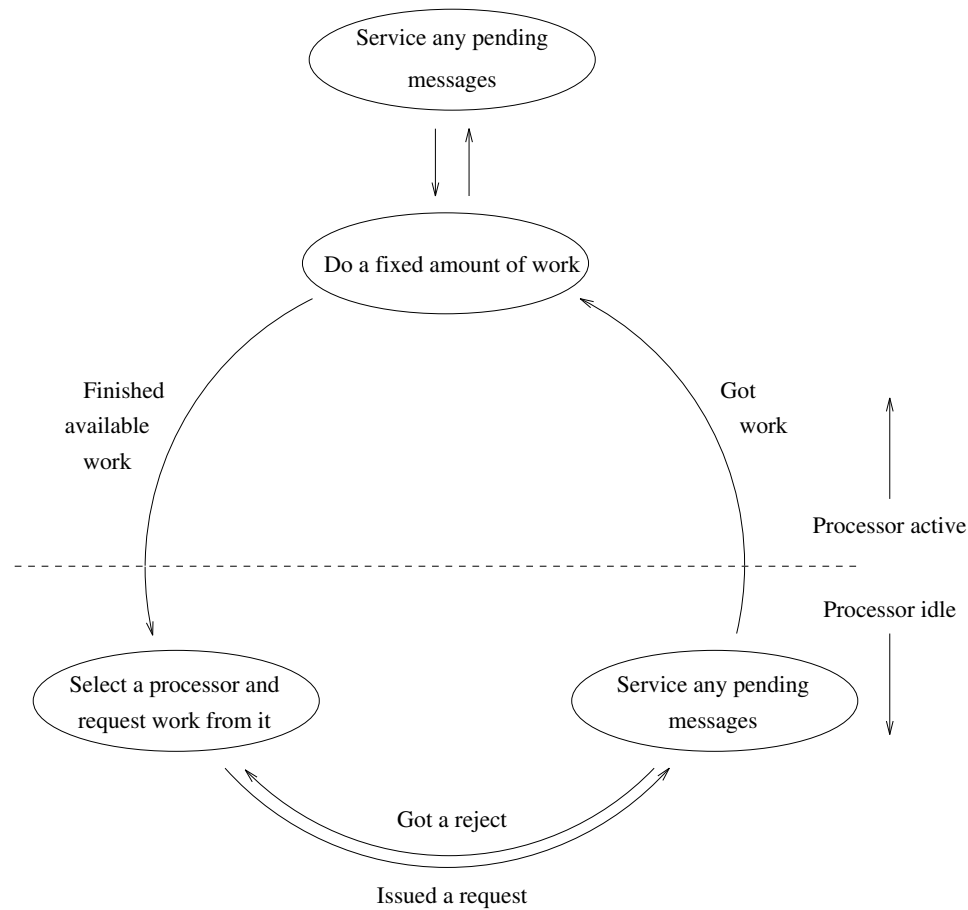 Service any pending
messages
Do a fixed amount of work
Finished
available
work
Got
work
Processor active
Processor idle
Select a processor and
request work from it
Service any pending
messages
Got a reject
Issued a request